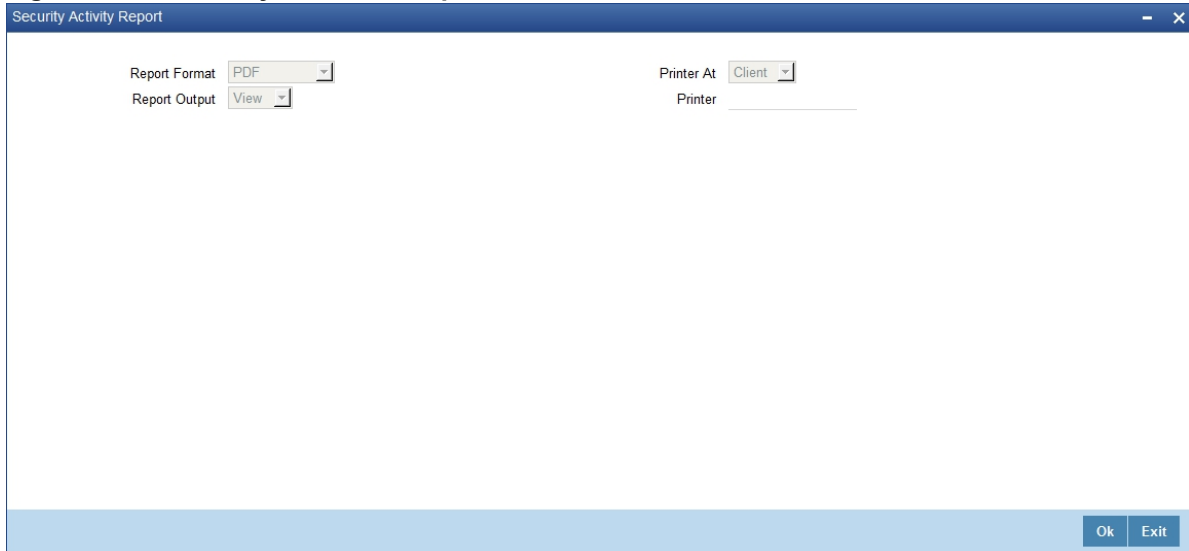 Security Activity Report
Report Format PDF
Printer At Client
Report Output View
Printer
Ok Exit